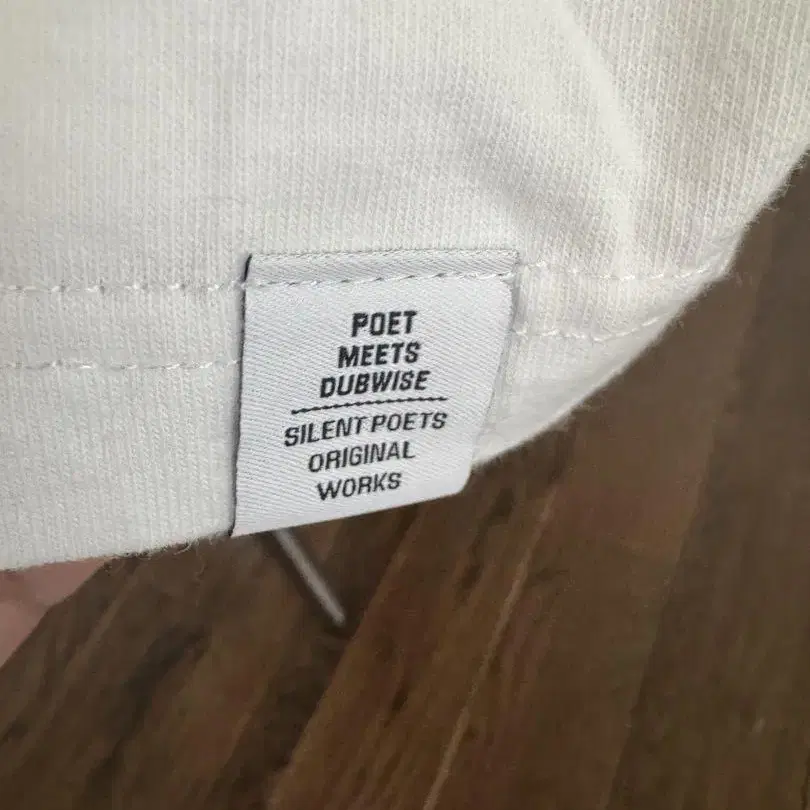 POET
MEETS
DUBWISE
SILENT POETS
ORIGINAL
WORKS